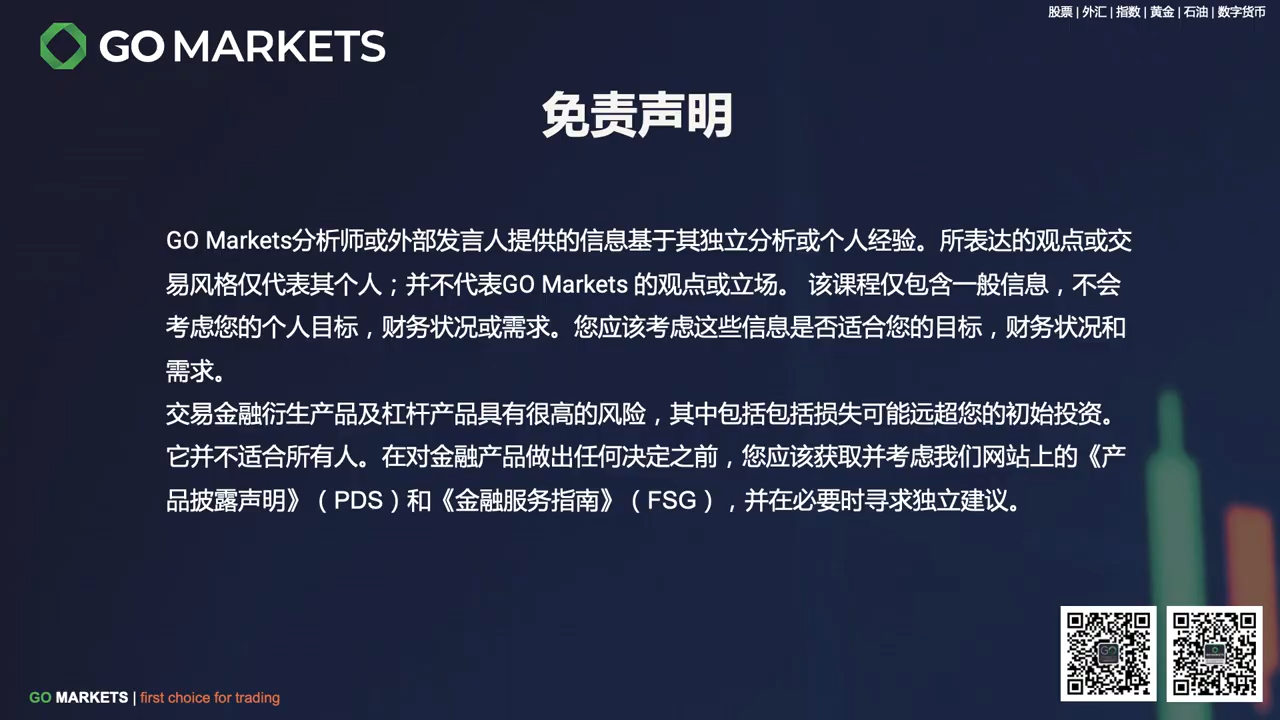 股票 | 外汇 | 指数 | 黄金 | 石油 | 数字货币
GO MARKETS
免责声明
GO Markets分析师或外部发言人提供的信息基于其独立分析或个人经验。所表达的观点或交
易风格仅代表其个人；并不代表GO Markets 的观点或立场。 该课程仅包含一般信息，不会
考虑您的个人目标，财务状况或需求。您应该考虑这些信息是否适合您的目标，财务状况和
需求。
交易金融衍生产品及杠杆产品具有很高的风险，其中包括包括损失可能远超您的初始投资。
它并不适合所有人。在对金融产品做出任何决定之前，您应该获取并考虑我们网站上的《产
品披露声明》（PDS）和《金融服务指南》（FSG），并在必要时寻求独立建议。
GO MARKETS | first choice for trading